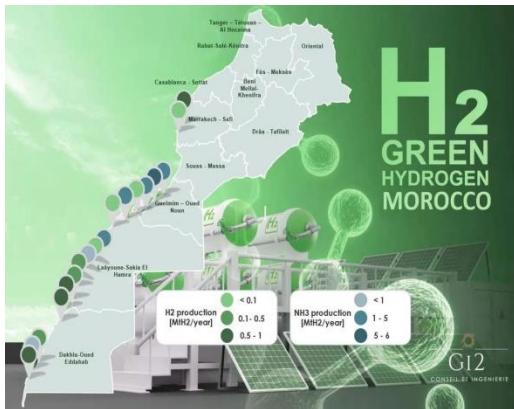 Tanger - Tétouan -
Al Hoceima
Rabat-Salé-Kénitra
Oriental
Fès - Meknès
Casablanca - Settat
Béni
Mellal-
Khenifra
Marrakech - Safi
Drâa - Tafilalt
Souss - Massa
Guelmim - Oued
Noun
Laâyoune-Sakia El
Hamra
Dakhla-Oued
Eddahab
H2
GREEN
HYDROGEN
MOROCCO
H2
H2 production
[MtH2/year]
< 0.1
0.1- 0.5
0.5 - 1
NH3 production
[MtH2/year]
< 1
1 - 5
5 - 6
G12
CONSEIL ET INGENIERIE